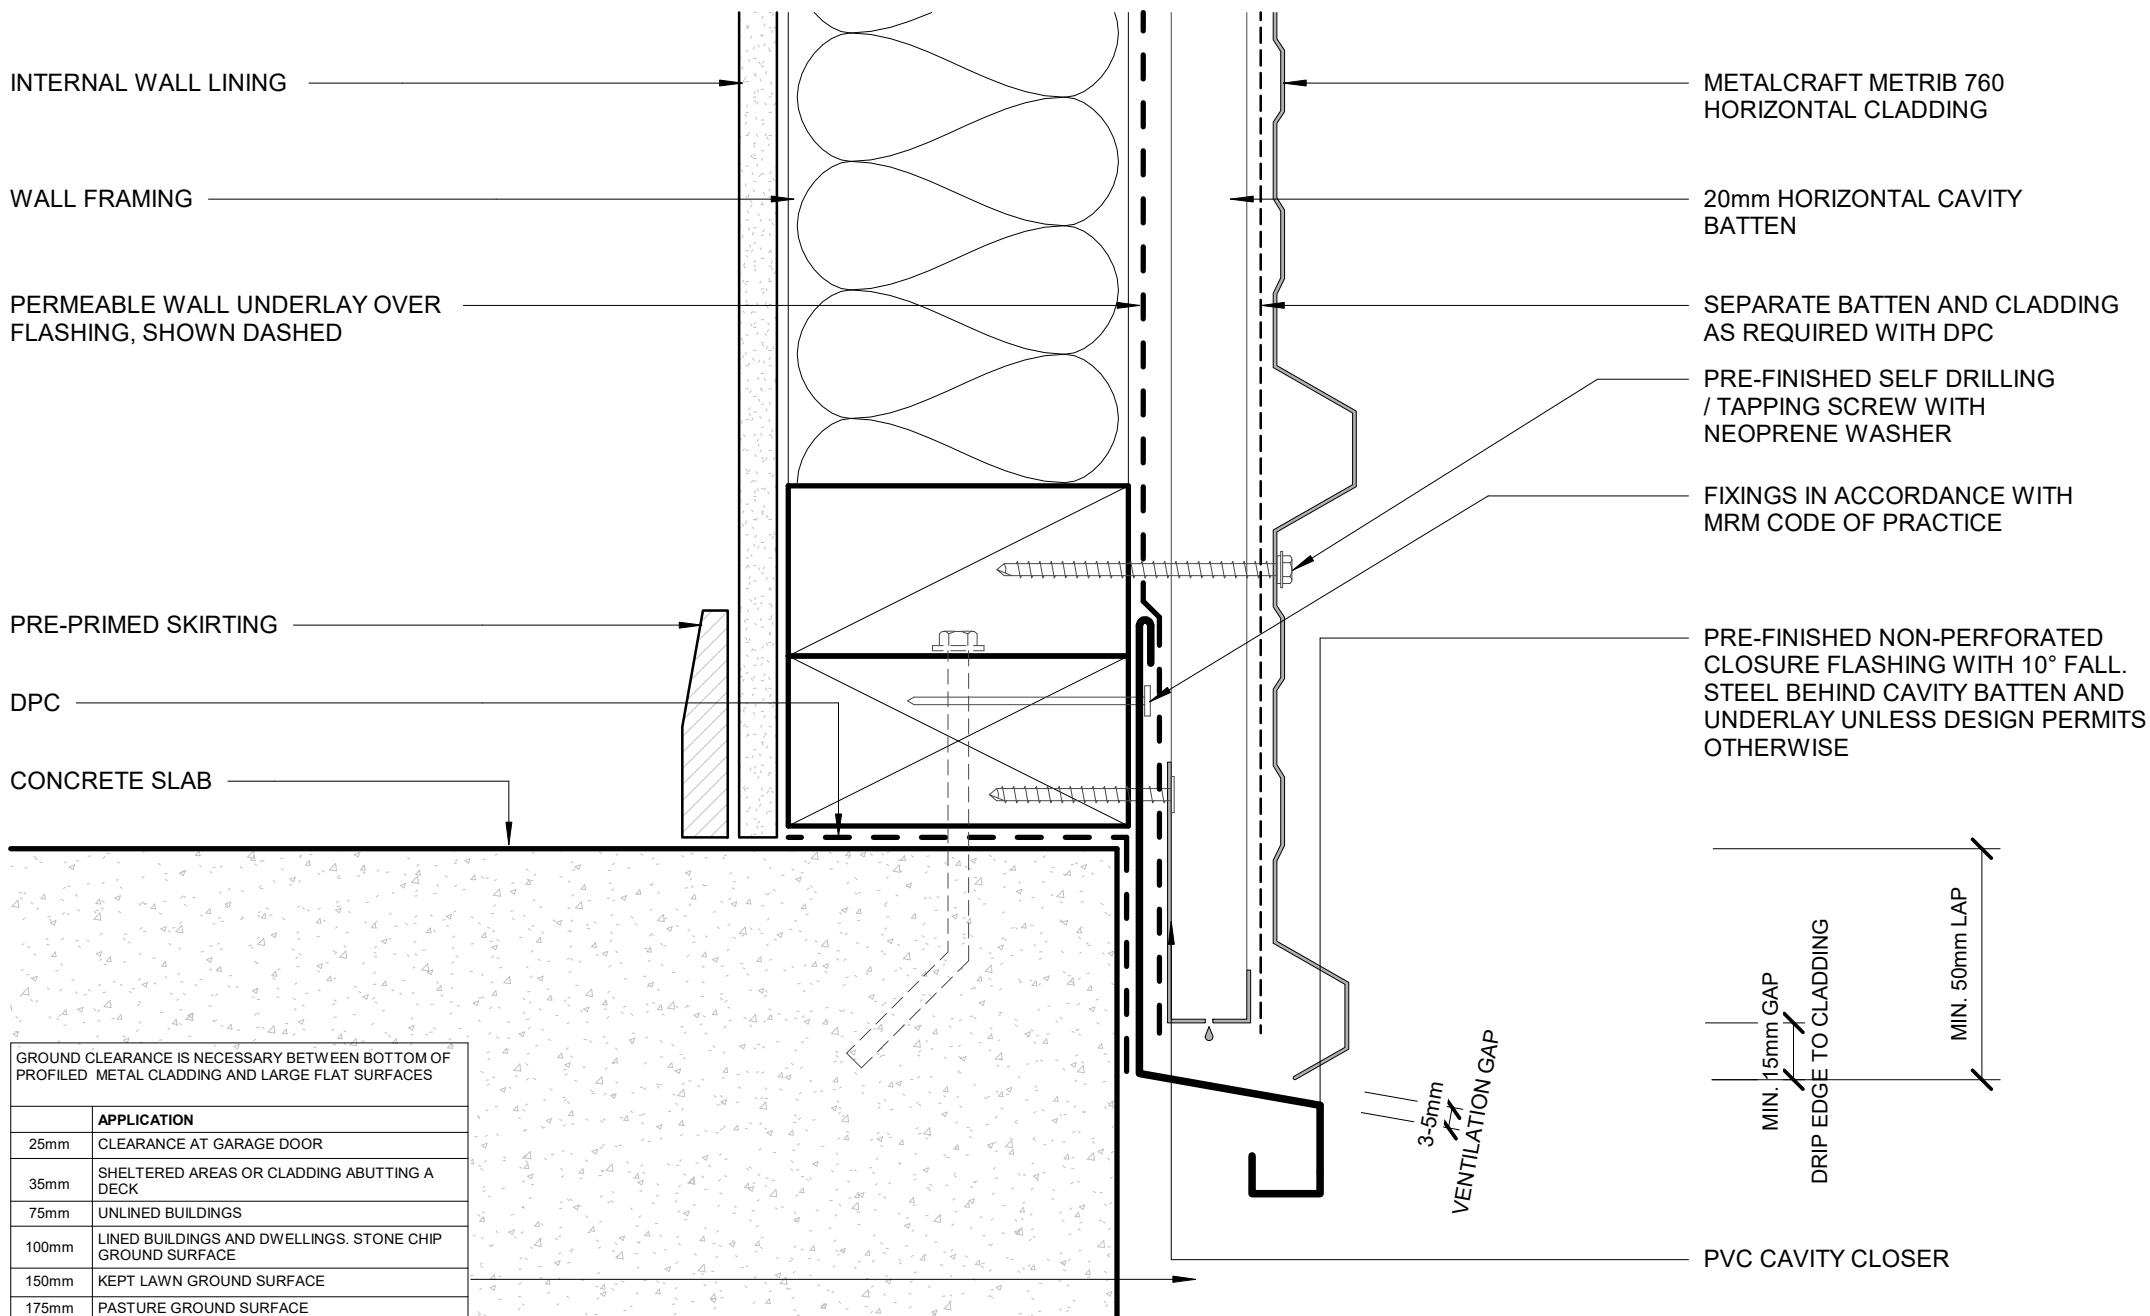 INTERNAL WALL LINING
WALL FRAMING
PERMEABLE WALL UNDERLAY OVER
FLASHING, SHOWN DASHED
PRE-PRIMED SKIRTING
DPC
CONCRETE SLAB
METALCRAFT METRIB 760
HORIZONTAL CLADDING
20mm HORIZONTAL CAVITY
BATTEN
SEPARATE BATTEN AND CLADDING
AS REQUIRED WITH DPC
PRE-FINISHED SELF DRILLING
/ TAPPING SCREW WITH
NEOPRENE WASHER
FIXINGS IN ACCORDANCE WITH
MRM CODE OF PRACTICE
PRE-FINISHED NON-PERFORATED
CLOSURE FLASHING WITH 10° FALL.
STEEL BEHIND CAVITY BATTEN AND
UNDERLAY UNLESS DESIGN PERMITS
OTHERWISE
3-5mm
VENTILATION GAP
MIN. 15mm GAP
DRIP EDGE TO CLADDING
MIN. 50mm LAP
PVC CAVITY CLOSER
GROUND CLEARANCE IS NECESSARY BETWEEN BOTTOM OF
PROFILED METAL CLADDING AND LARGE FLAT SURFACES
APPLICATION
25mm CLEARANCE AT GARAGE DOOR
35mm SHELTERED AREAS OR CLADDING ABUTTING A
DECK
75mm UNLINED BUILDINGS
100mm LINED BUILDINGS AND DWELLINGS. STONE CHIP
GROUND SURFACE
150mm KEPT LAWN GROUND SURFACE
175mm PASTURE GROUND SURFACE